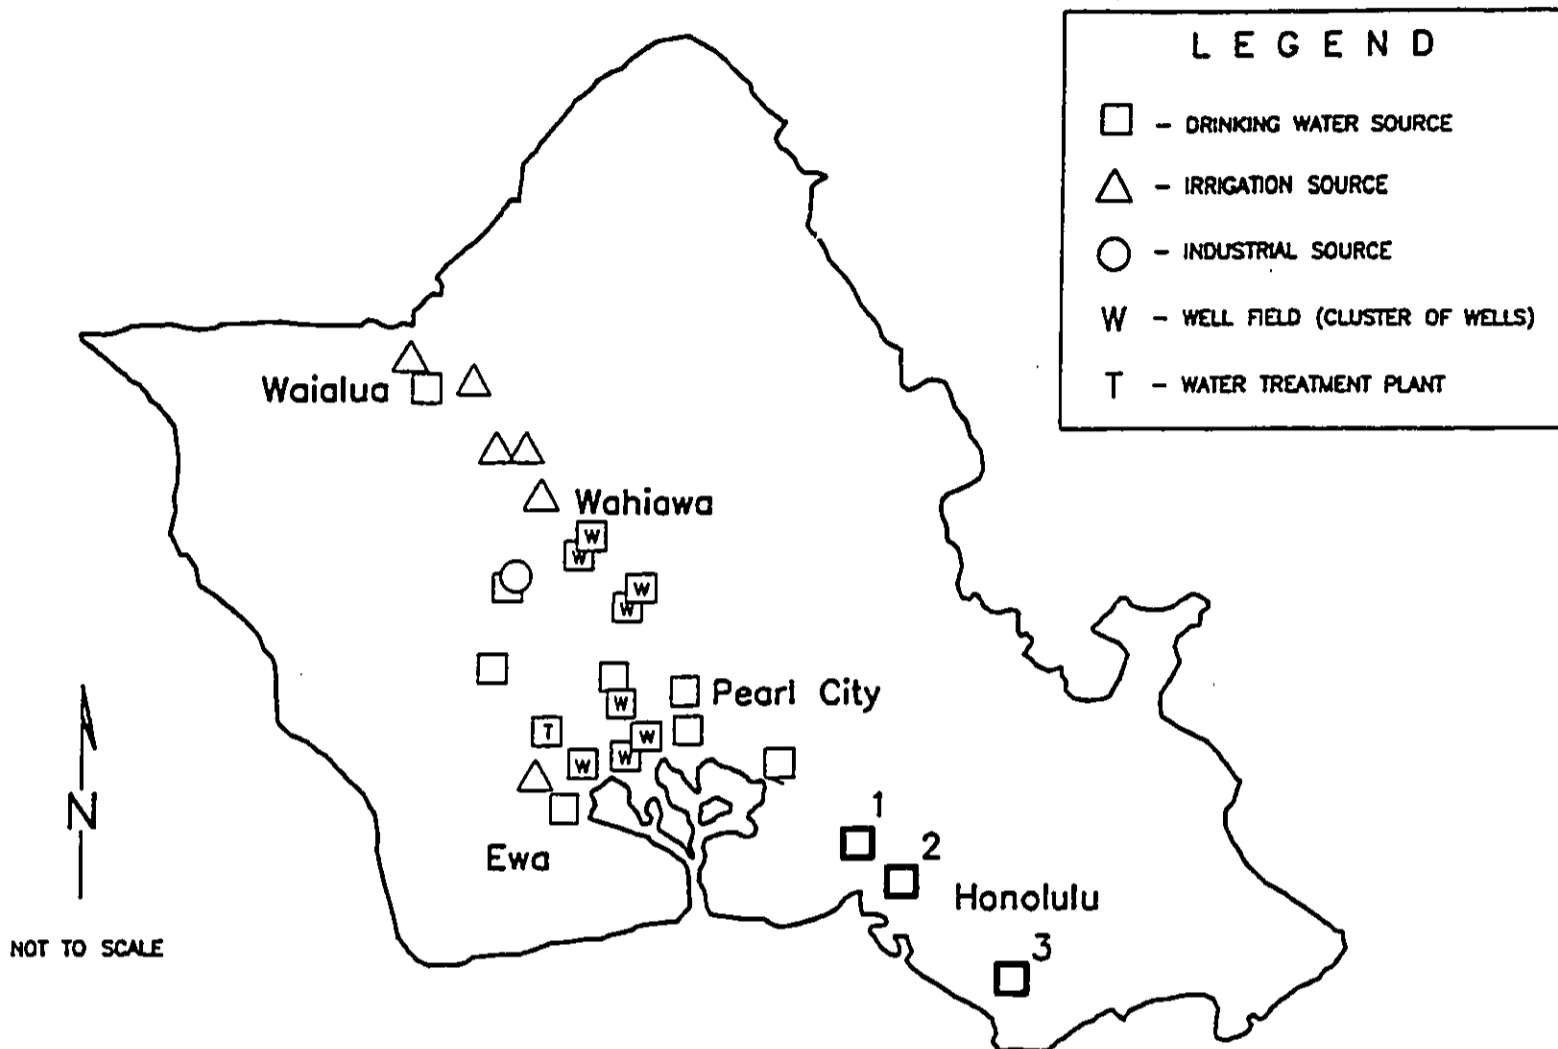 L E G E N D
– DRINKING WATER SOURCE
– IRRIGATION SOURCE
– INDUSTRIAL SOURCE
W – WELL FIELD (CLUSTER OF WELLS)
T – WATER TREATMENT PLANT
Waialua
Wahiawa
W
W
W
W
Pearl City
W
T
W
W
W
1
2
Ewa
Honolulu
3
N
NOT TO SCALE